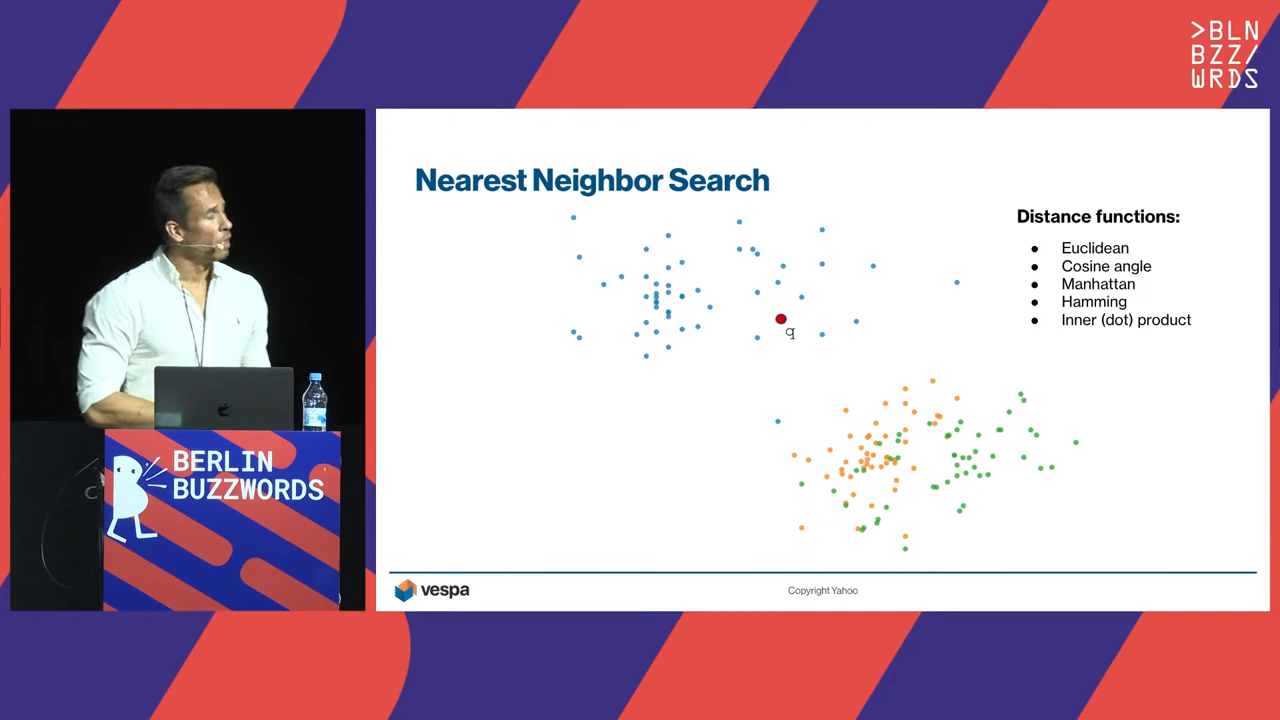 >BLN
BZZ/
WRDS
Nearest Neighbor Search
Distance functions:
● Euclidean
● Cosine angle
● Manhattan
● Hamming
● Inner (dot) product
q
BERLIN
BUZZWORDS
vespa
Copyright Yahoo